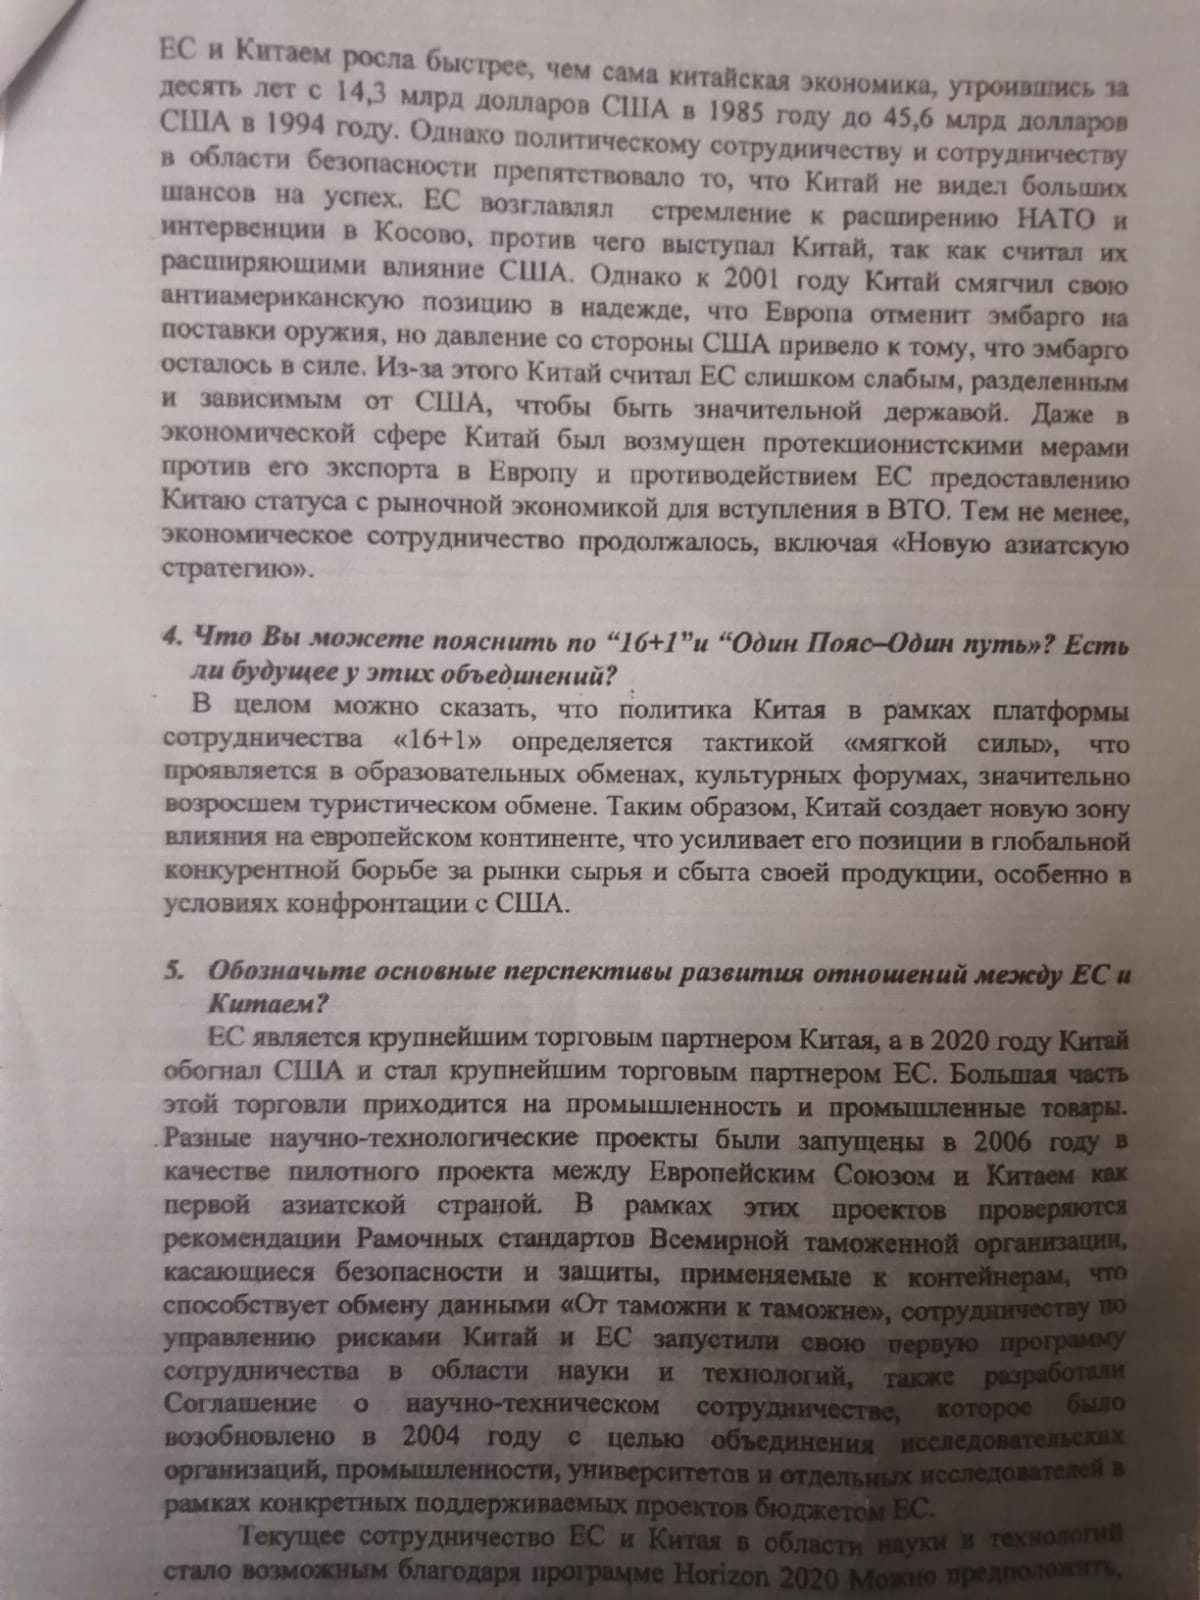 ЕС и Китаем росла быстрее, чем сама китайская экономика, утроившись за
десять лет с 14,3 млрд долларов США в 1985 году до 45,6 млрд долларов
США в 1994 году. Однако политическому сотрудничеству и сотрудничеству
в области безопасности препятствовало то, что Китай не видел больших
шансов на успех. ЕС возглавлял стремление к расширению НАТО и
интервенции в Косово, против чего выступал Китай, так как считал их
расширяющими влияние США. Однако к 2001 году Китай смягчил свою
антиамериканскую позицию в надежде, что Европа отменит эмбарго на
поставки оружия, но давление со стороны США привело к тому, что эмбарго
осталось в силе. Из-за этого Китай считал ЕС слишком слабым, разделенным
и зависимым от США, чтобы быть значительной державой. Даже в
экономической сфере Китай был возмущен протекционистскими мерами
против его экспорта в Европу и противодействием ЕС предоставлению
Китаю статуса с рыночной экономикой для вступления в ВТО. Тем не менее,
экономическое сотрудничество продолжалось, включая «Новую азиатскую
стратегию».
4. Что Вы можете пояснить по “16+1”и “Один Пояс–Один путь»? Есть
ли будущее у этих объединений?
В целом можно сказать, что политика Китая в рамках платформы
сотрудничества «16+1» определяется тактикой «мягкой силы», что
проявляется в образовательных обменах, культурных форумах, значительно
возросшем туристическом обмене. Таким образом, Китай создает новую зону
влияния на европейском континенте, что усиливает его позиции в глобальной
конкурентной борьбе за рынки сырья и сбыта своей продукции, особенно в
условиях конфронтации с США.
5. Обозначьте основные перспективы развития отношений между ЕС и
Китаем?
ЕС является крупнейшим торговым партнером Китая, а в 2020 году Китай
обогнал США и стал крупнейшим торговым партнером ЕС. Большая часть
этой торговли приходится на промышленность и промышленные товары.
Разные научно-технологические проекты были запущены в 2006 году в
качестве пилотного проекта между Европейским Союзом и Китаем как
первой азиатской страной. В рамках этих проектов проверяются
рекомендации Рамочных стандартов Всемирной таможенной организации,
касающиеся безопасности и защиты, применяемые к контейнерам, что
способствует обмену данными «От таможни к таможне», сотрудничеству по
управлению рисками Китай и ЕС запустили свою первую программу
сотрудничества в области науки и технологий, также разработали
Соглашение о научно-техническом сотрудничестве, которое было
возобновлено в 2004 году с целью объединения исследовательских
организаций, промышленности, университетов и отдельных исследователей в
рамках конкретных поддерживаемых проектов бюджетом ЕС.
Текущее сотрудничество ЕС и Китая в области науки и технологий
стало возможным благодаря программе Horizon 2020 Можно предположить,